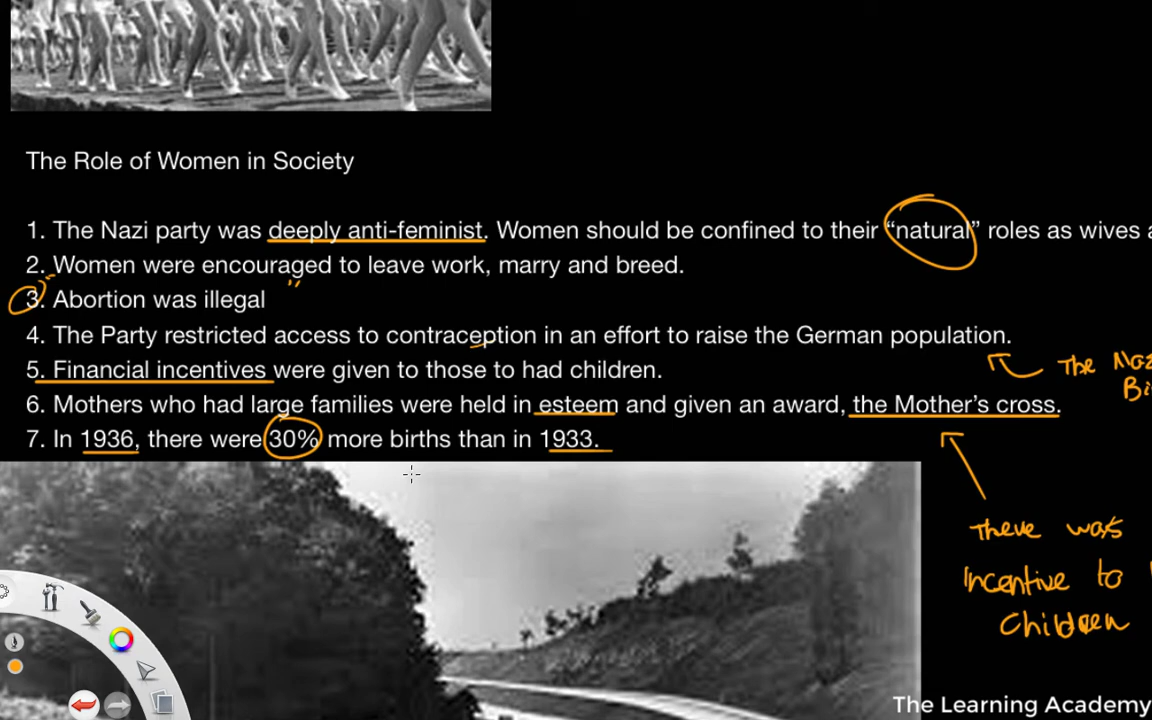 The Role of Women in Society
1. The Nazi party was deeply anti-feminist. Women should be confined to their “natural” roles as wives a
2. Women were encouraged to leave work, marry and breed.
3. Abortion was illegal
4. The Party restricted access to contraception in an effort to raise the German population.
5. Financial incentives were given to those to had children.
The Naz
Bi
6. Mothers who had large families were held in esteem and given an award, the Mother’s cross.
7. In 1936, there were 30% more births than in 1933.
There was
incentive to
children
The Learning Academy